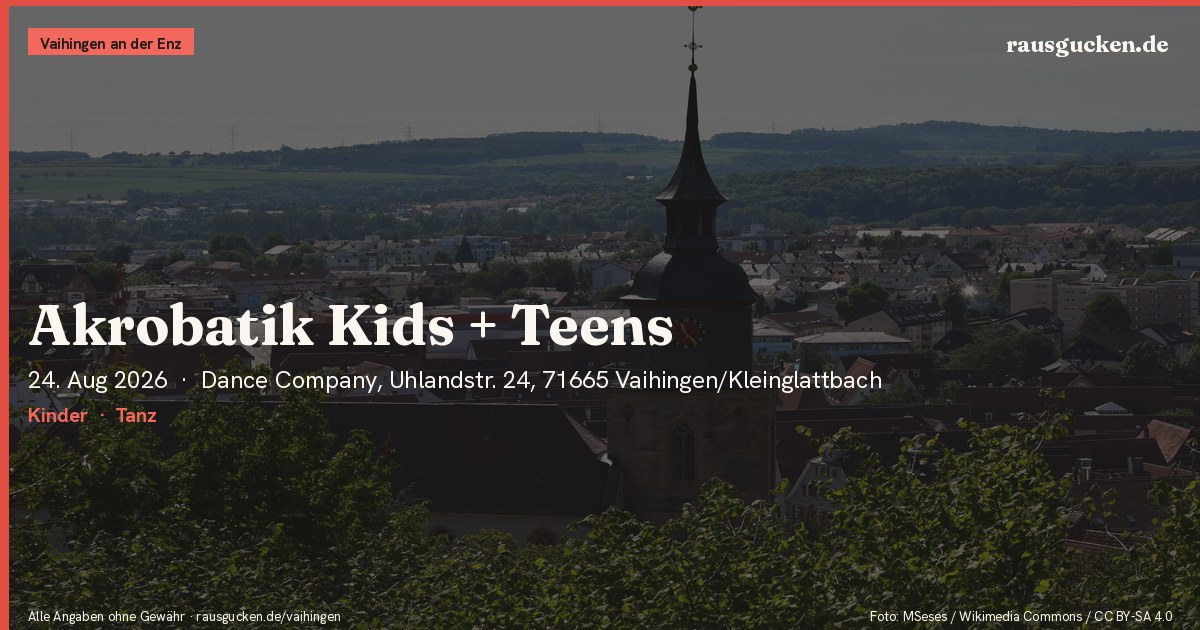 Vaihingen an der Enz
rausgucken.de
Akrobatik Kids + Teens
24. Aug 2026 · Dance Company, Uhlandstr. 24, 71665 Vaihingen/Kleinglattbach
Kinder · Tanz
Alle Angaben ohne Gewähr · rausgucken.de/vaihingen
Foto: MSeses / Wikimedia Commons / CC BY-SA 4.0